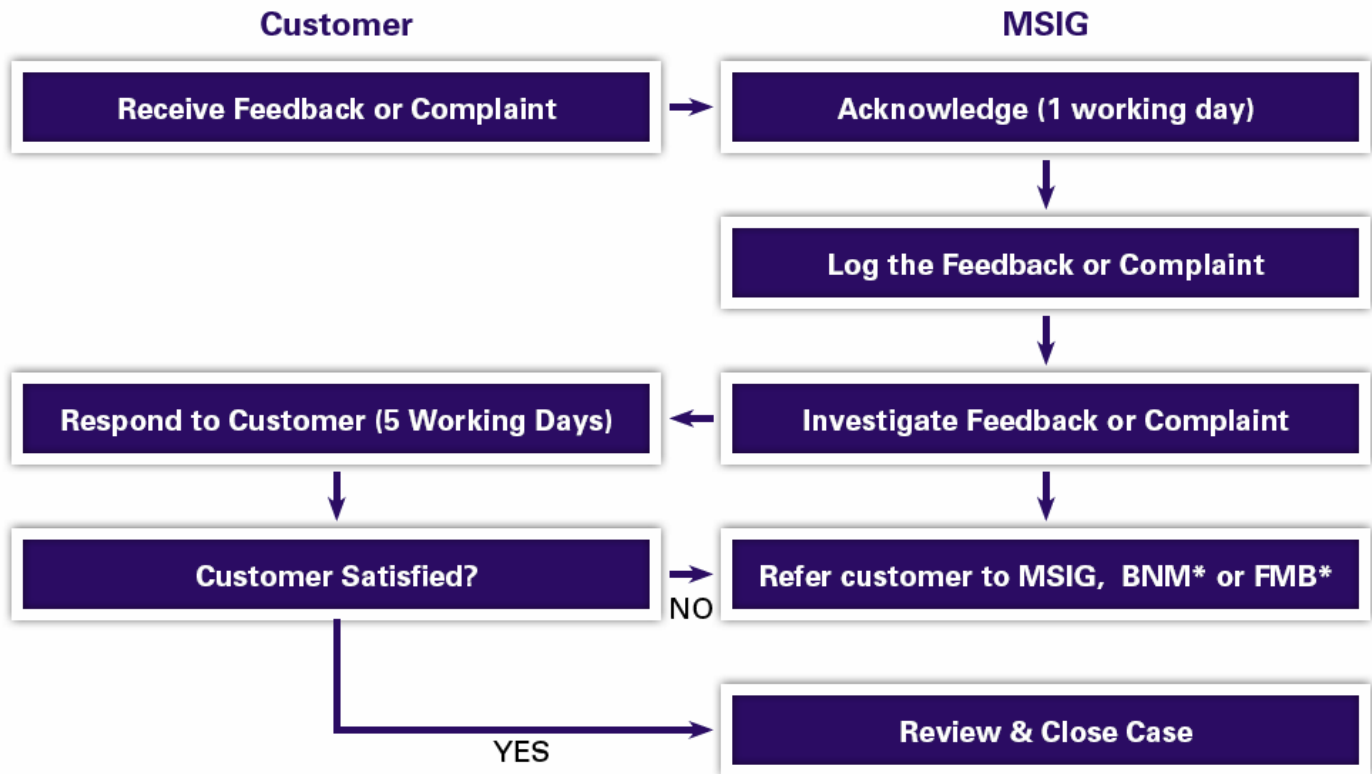 Customer
MSIG
Receive Feedback or Complaint
Acknowledge (1 working day)
Log the Feedback or Complaint
Respond to Customer (5 Working Days)
Investigate Feedback or Complaint
Customer Satisfied?
NO
Refer customer to MSIG, BNM* or FMB*
YES
Review & Close Case